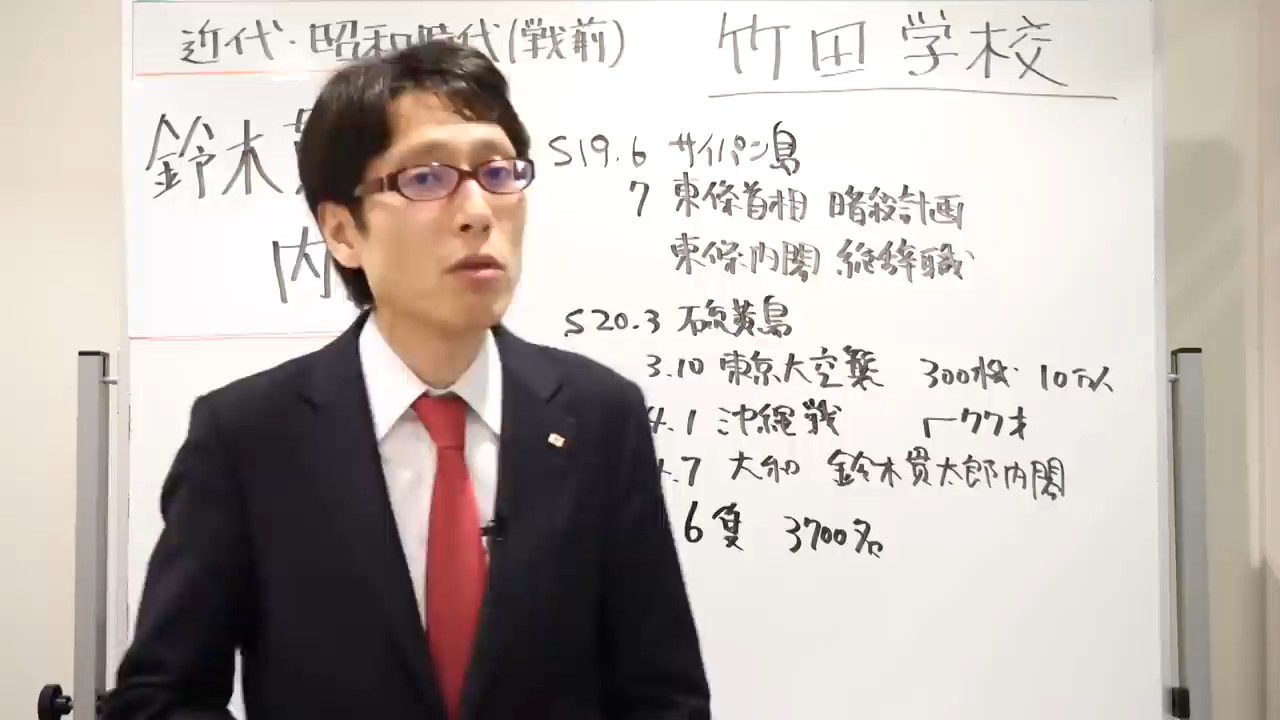 近代・昭和時代(戦前)
竹田学校
鈴木
内
S19.6 サイパン島
7 東條首相 暗殺計画
東條内閣 総辞職
S20.3 硫黄島
3.10 東京大空襲 300機 10万人
4.1 沖縄戦 77才
.7 大和 鈴木貫太郎内閣
6隻 3700名